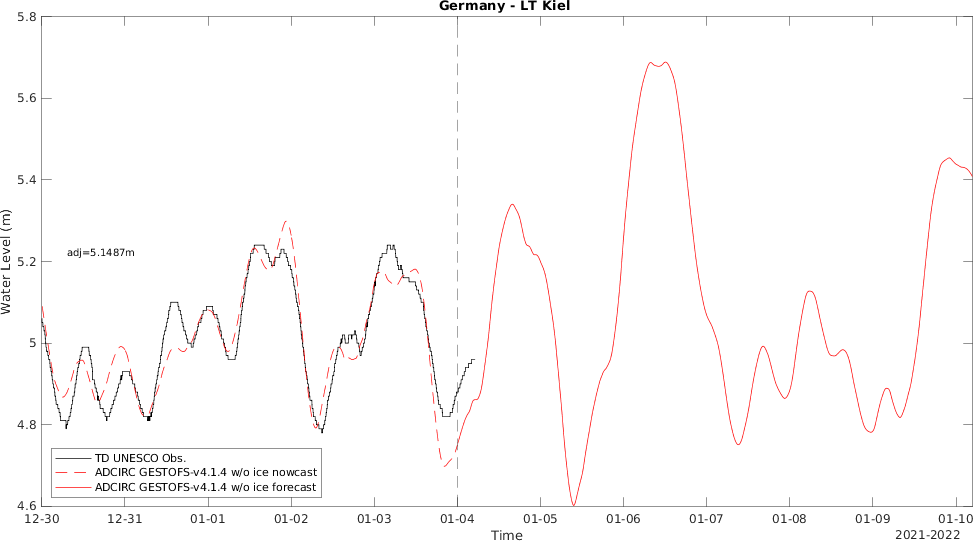 Germany - LT Kiel
5.8
5.6
5.4
5.2
5
4.8
4.6
Water Level (m)
adj=5.1487m
TD UNESCO Obs.
ADCIRC GESTOFS-v4.1.4 w/o ice nowcast
ADCIRC GESTOFS-v4.1.4 w/o ice forecast
12-30 12-31 01-01 01-02 01-03 01-04 01-05 01-06 01-07 01-08 01-09 01-10
Time
2021-2022